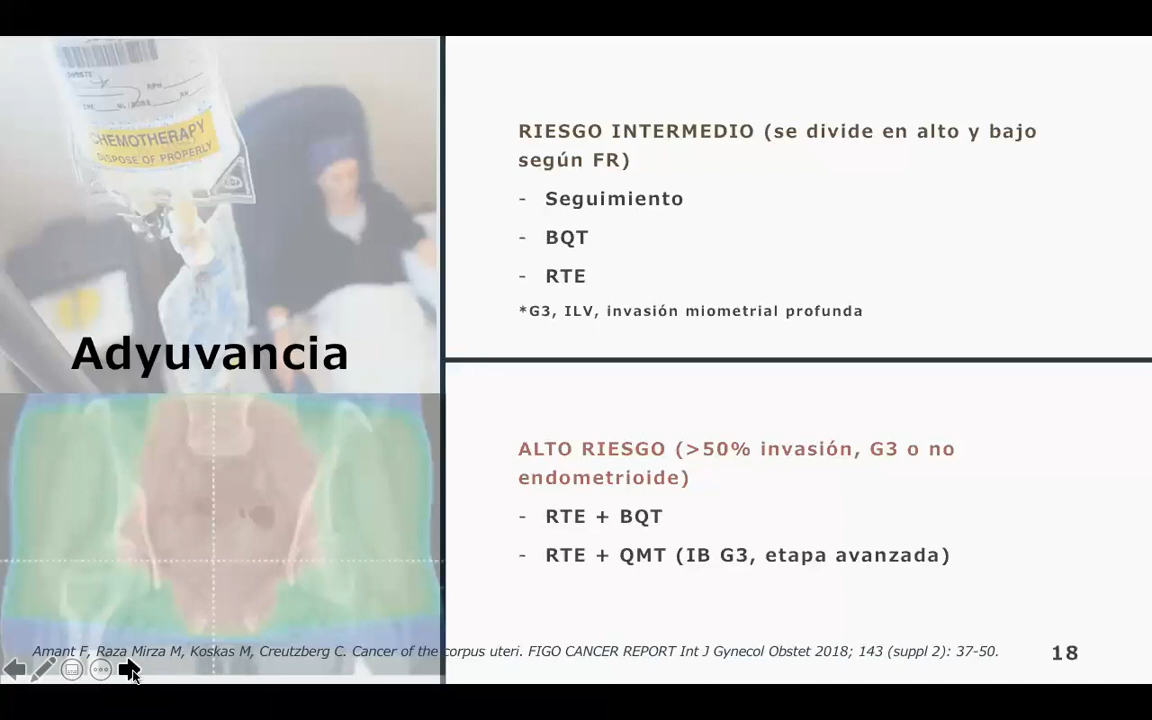 CHEMOTHERAPY
DISPOSE OF PROPERLY
Adyuvancia
RIESGO INTERMEDIO (se divide en alto y bajo
según FR)
- Seguimiento
- BQT
- RTE
*G3, ILV, invasión miometrial profunda
ALTO RIESGO (>50% invasión, G3 o no
endometrioide)
- RTE + BQT
- RTE + QMT (IB G3, etapa avanzada)
Amant F, Raza Mirza M, Koskas M, Creutzberg C. Cancer of the corpus uteri. FIGO CANCER REPORT Int J Gynecol Obstet 2018; 143 (suppl 2): 37-50.
18